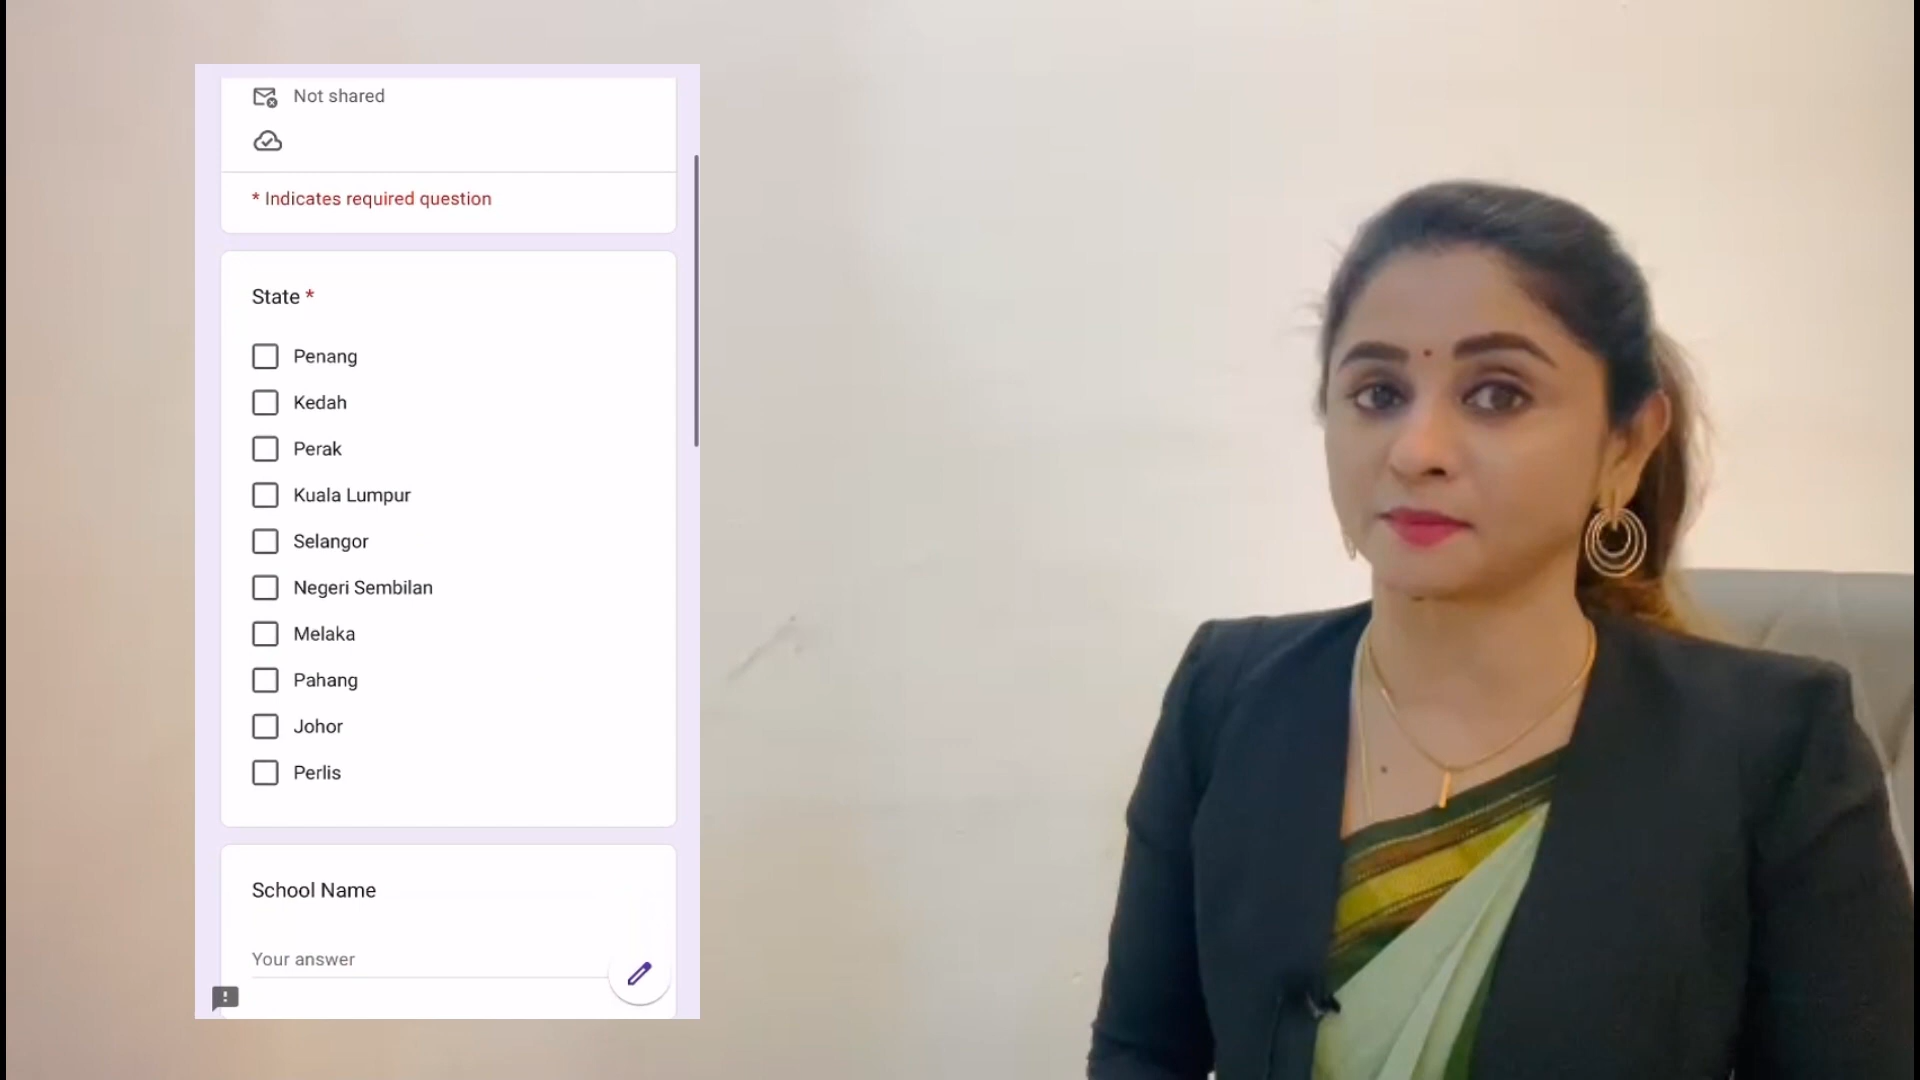 Not shared
* Indicates required question
State *
Penang
Kedah
Perak
Kuala Lumpur
Selangor
Negeri Sembilan
Melaka
Pahang
Johor
Perlis
School Name
Your answer